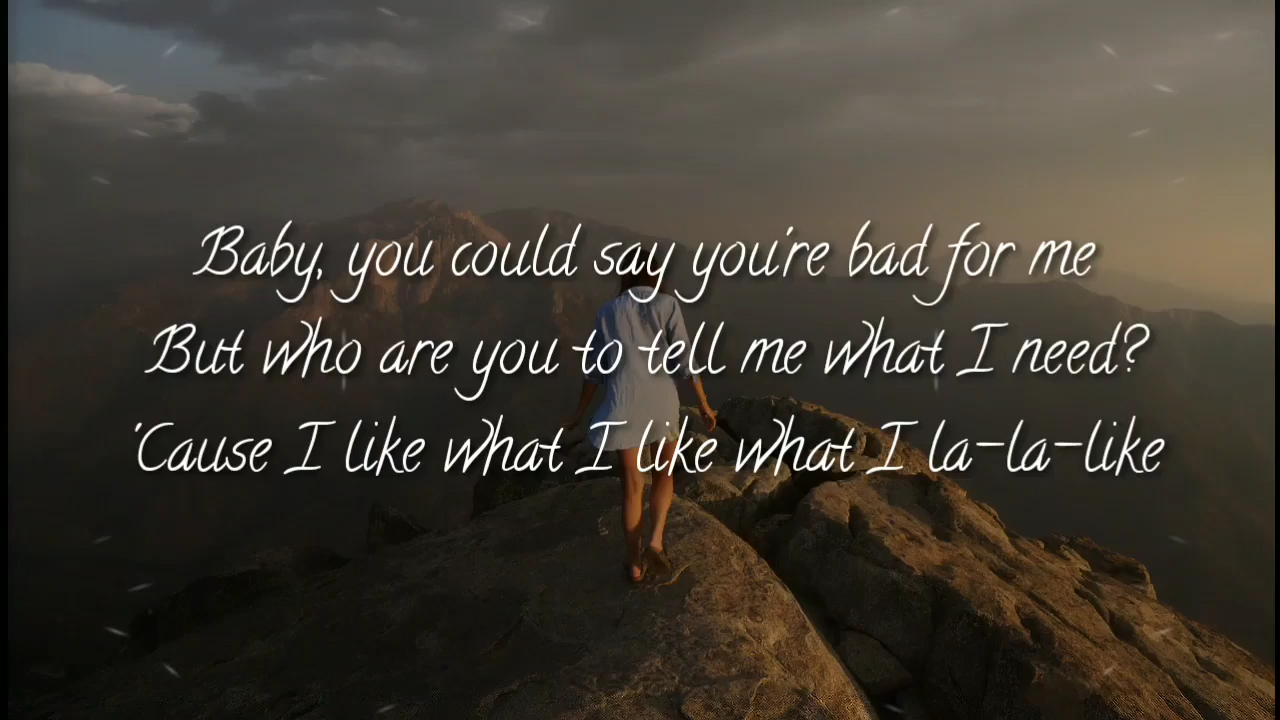 Baby, you could say you're bad for me
But who are you to tell me what I need?
'Cause I like what I like what I la-la-like